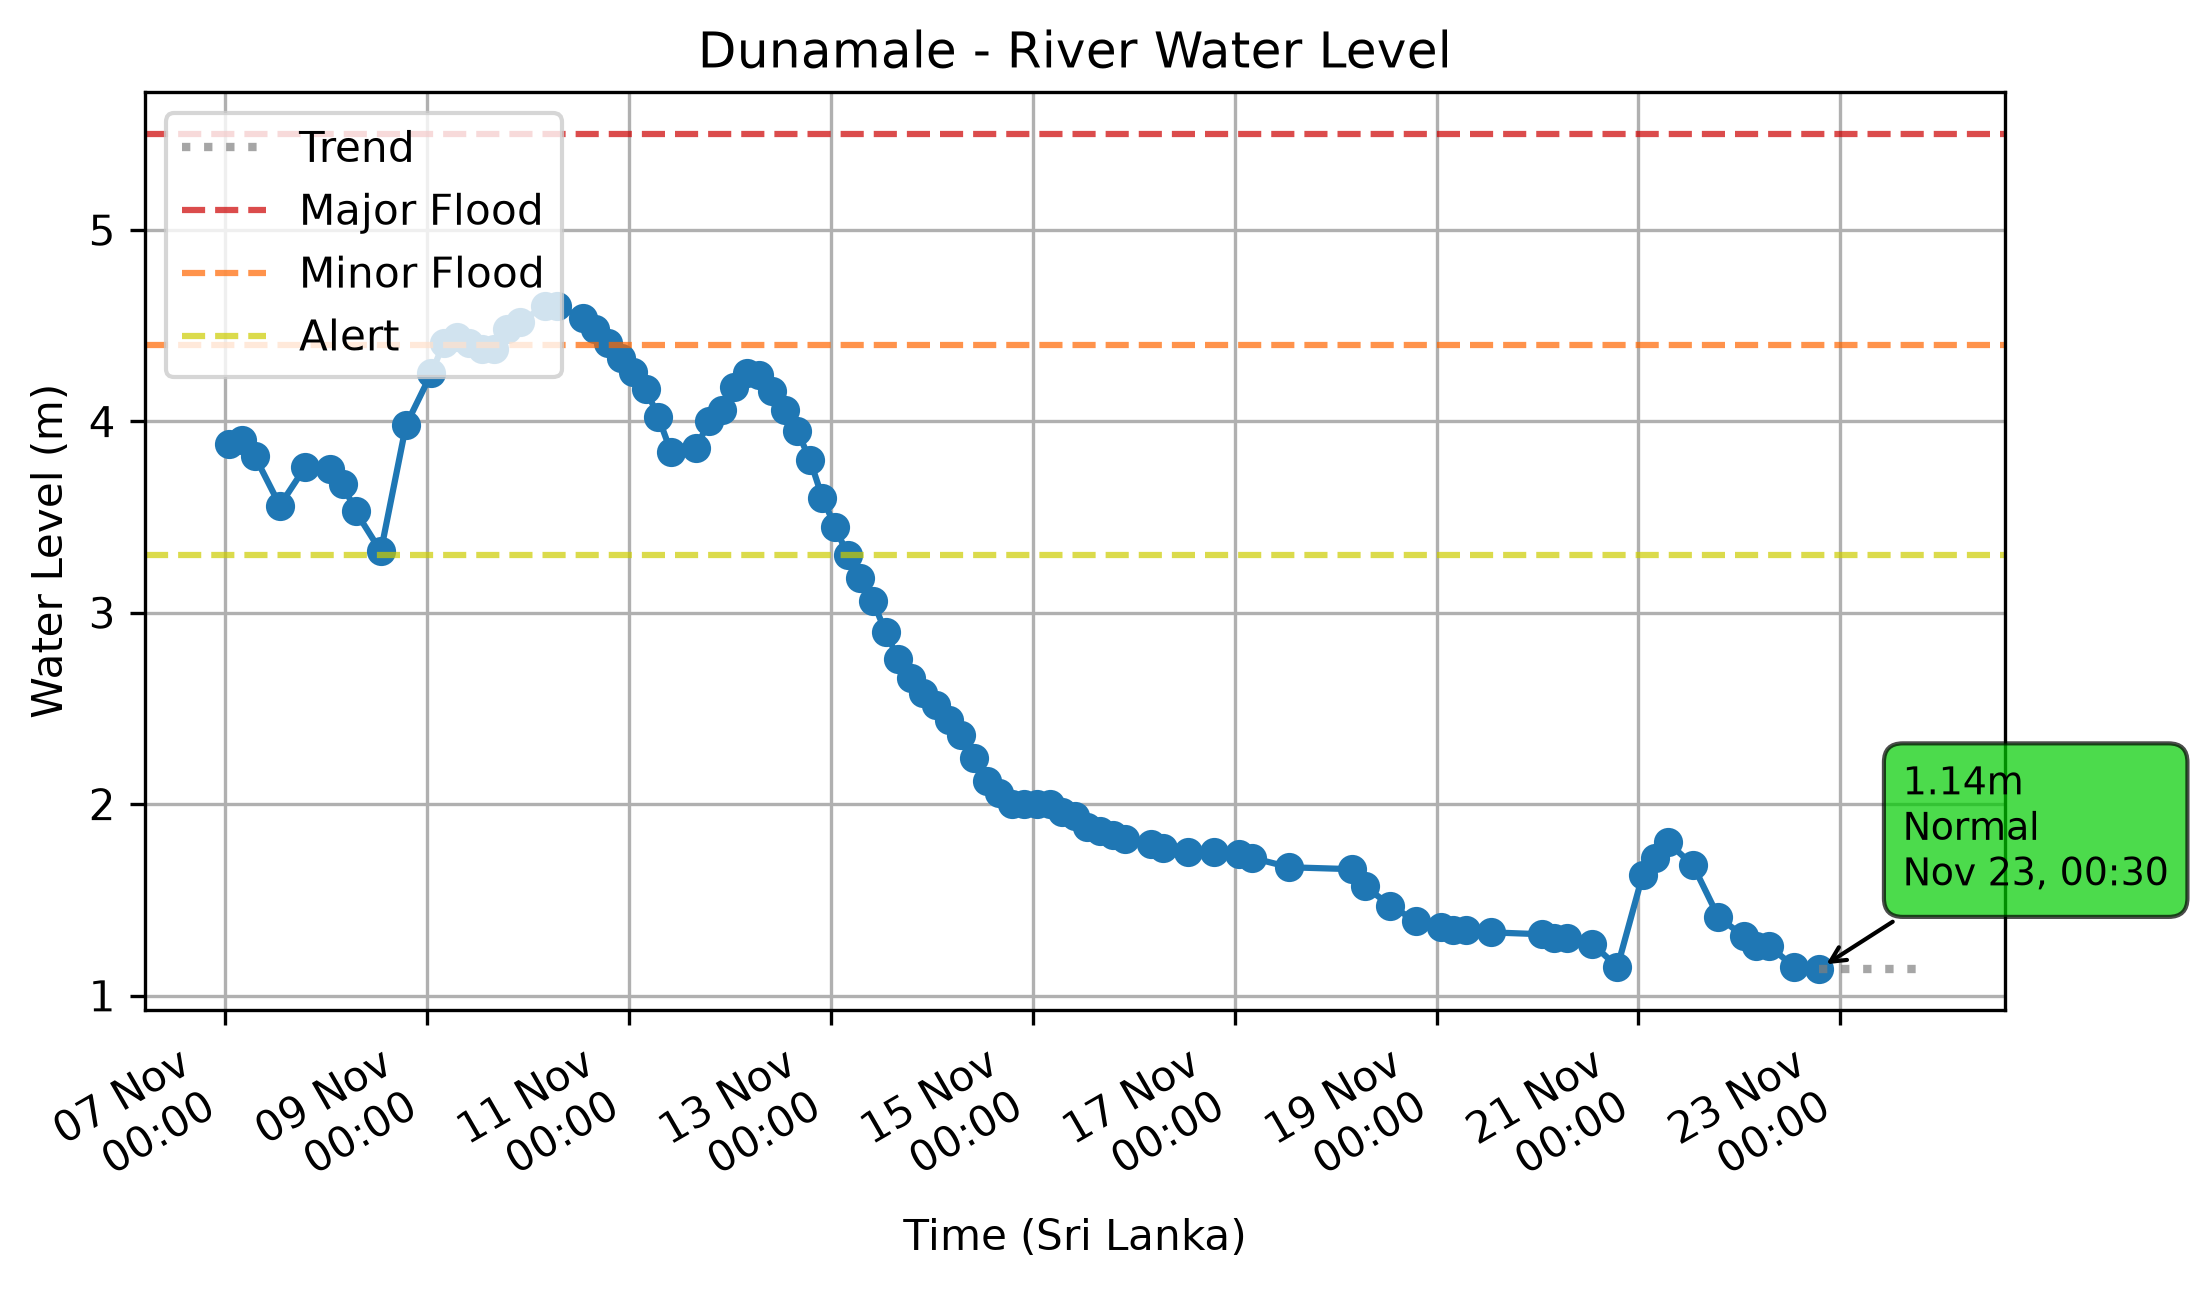 Dunamale - River Water Level
Trend
Major Flood
Minor Flood
Alert
5
4
3
2
1
Water Level (m)
1.14m
Normal
Nov 23, 00:30
07 Nov
00:00
09 Nov
00:00
11 Nov
00:00
13 Nov
00:00
15 Nov
00:00
17 Nov
00:00
19 Nov
00:00
21 Nov
00:00
23 Nov
00:00
Time (Sri Lanka)